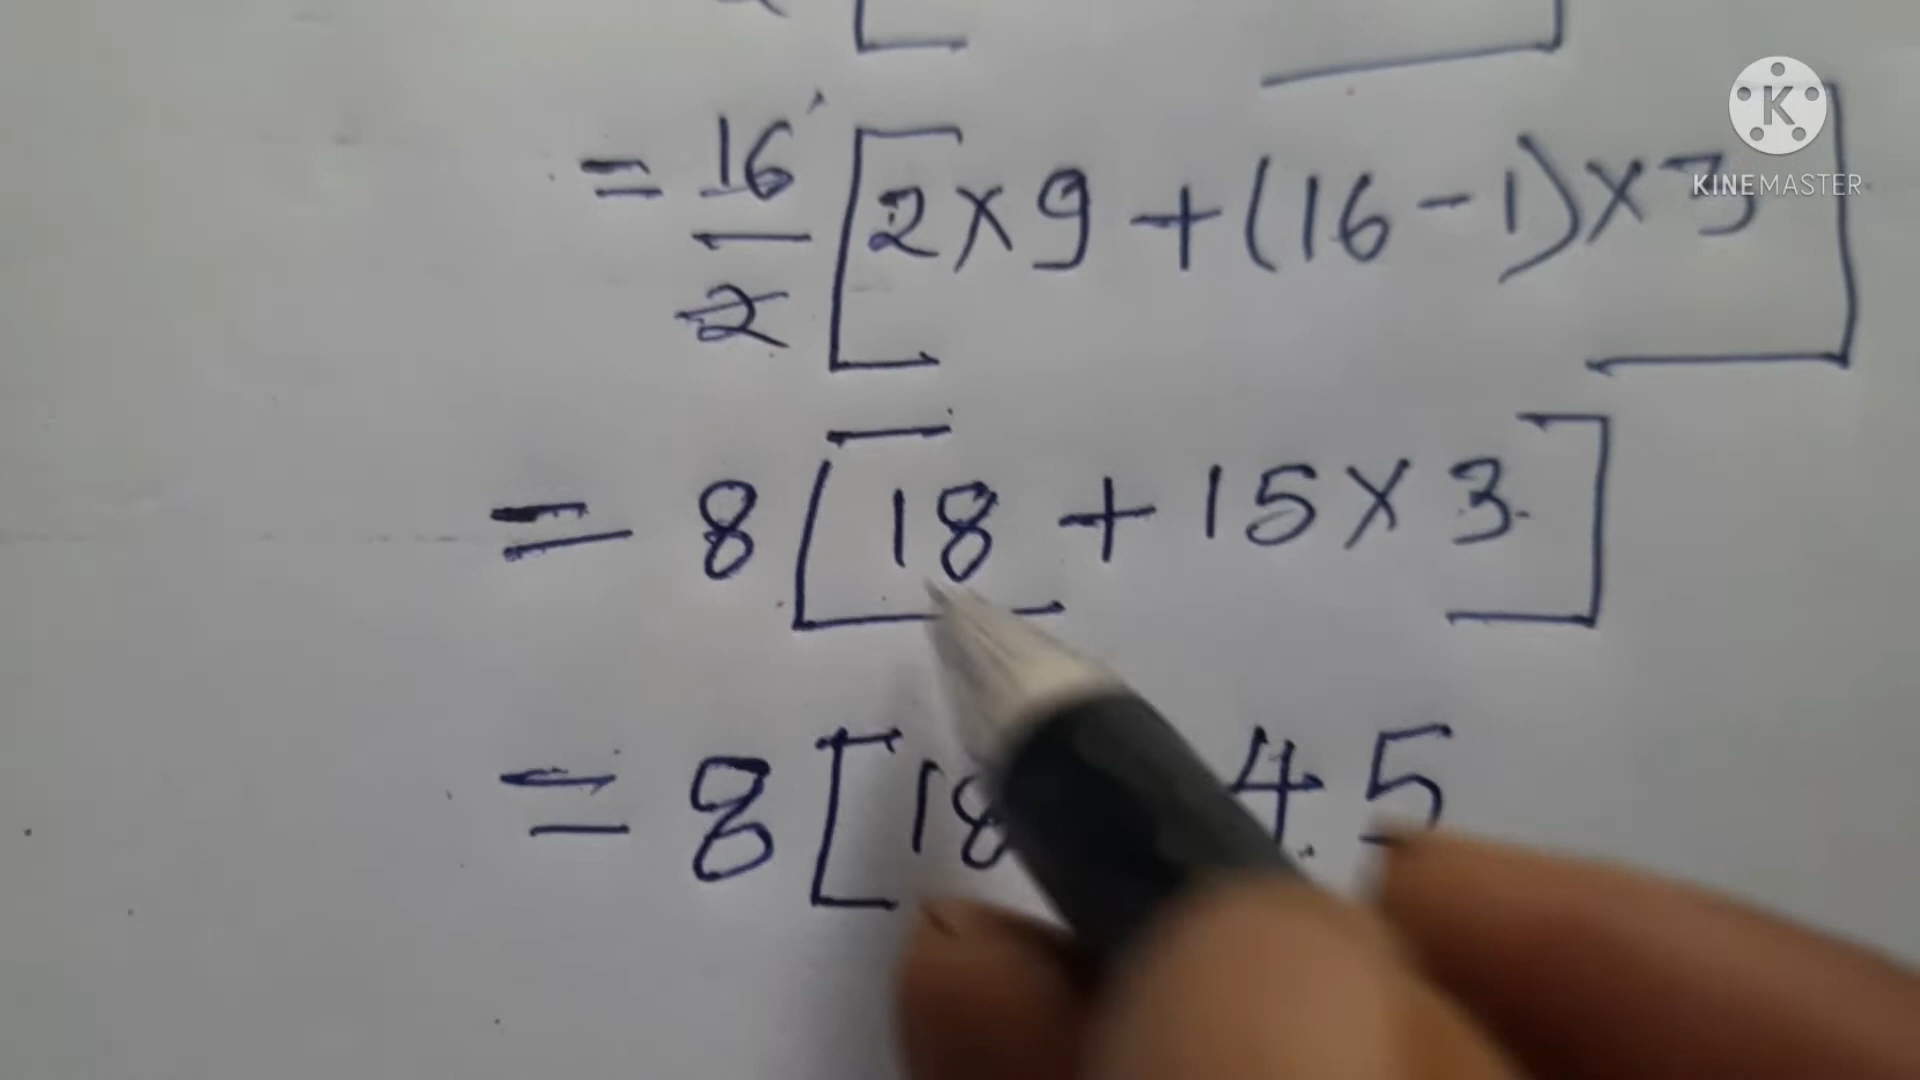 = 16/2 [2 × 9 + (16 - 1) × 3]
KINEMASTER
= 8 [18 + 15 × 3]
= 8 [18 45